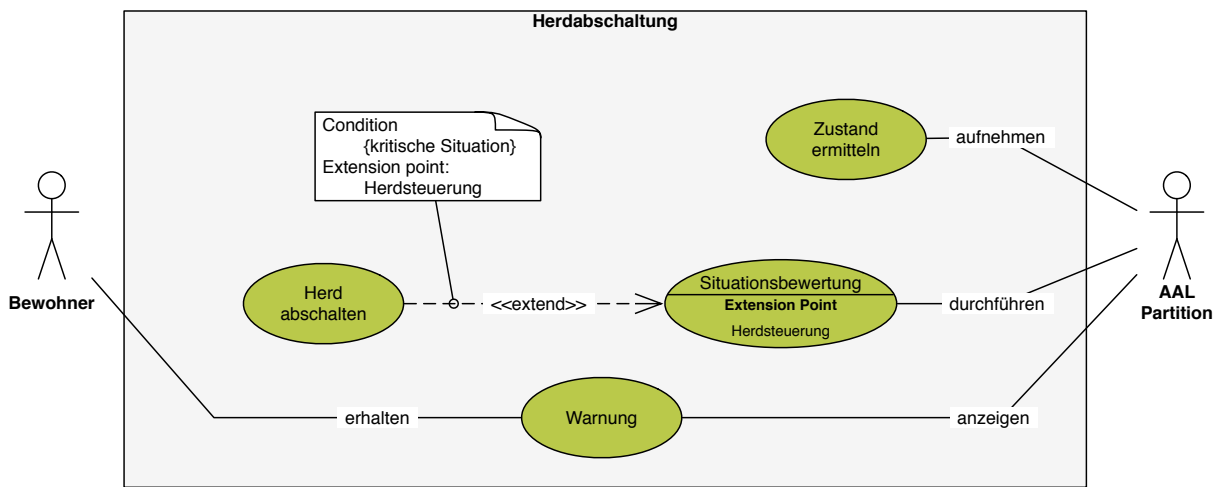 Herdabschaltung
Condition
{kritische Situation}
Extension point:
Herdsteuerung
Zustand
ermitteln
aufnehmen
Bewohner
Herd
abschalten
<<extend>>
Situationsbewertung
Extension Point
Herdsteuerung
durchführen
AAL
Partition
erhalten
Warnung
anzeigen